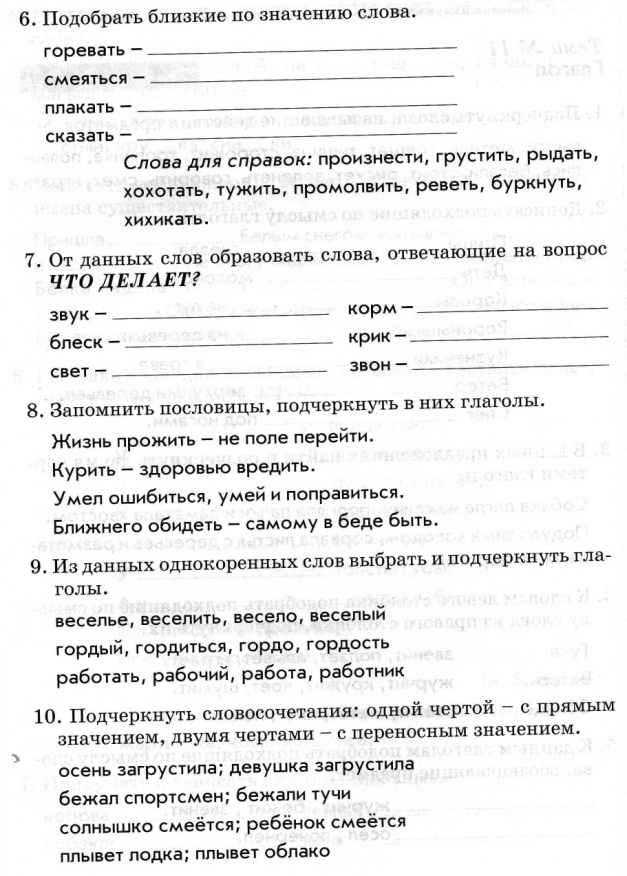 6. Подобрать близкие по значению слова.
горевать –
смеяться –
плакать –
сказать –
Слова для справок: произнести, грустить, рыдать,
хохотать, тужить, промолвить, реветь, буркнуть,
хихикать.
7. От данных слов образовать слова, отвечающие на вопрос
ЧТО ДЕЛАЕТ?
звук – корм –
блеск – крик –
свет – звон –
8. Запомнить пословицы, подчеркнуть в них глаголы.
Жизнь прожить – не поле перейти.
Курить – здоровью вредить.
Умел ошибиться, умей и поправиться.
Ближнего обидеть – самому в беде быть.
9. Из данных однокоренных слов выбрать и подчеркнуть гла-
голы.
веселье, веселить, весело, веселый
гордый, гордиться, гордо, гордость
работать, рабочий, работа, работник
10. Подчеркнуть словосочетания: одной чертой – с прямым
значением, двумя чертами – с переносным значением.
осень загрустила; девушка загрустила
бежал спортсмен; бежали тучи
солнышко смеётся; ребёнок смеётся
плывет лодка; плывет облако